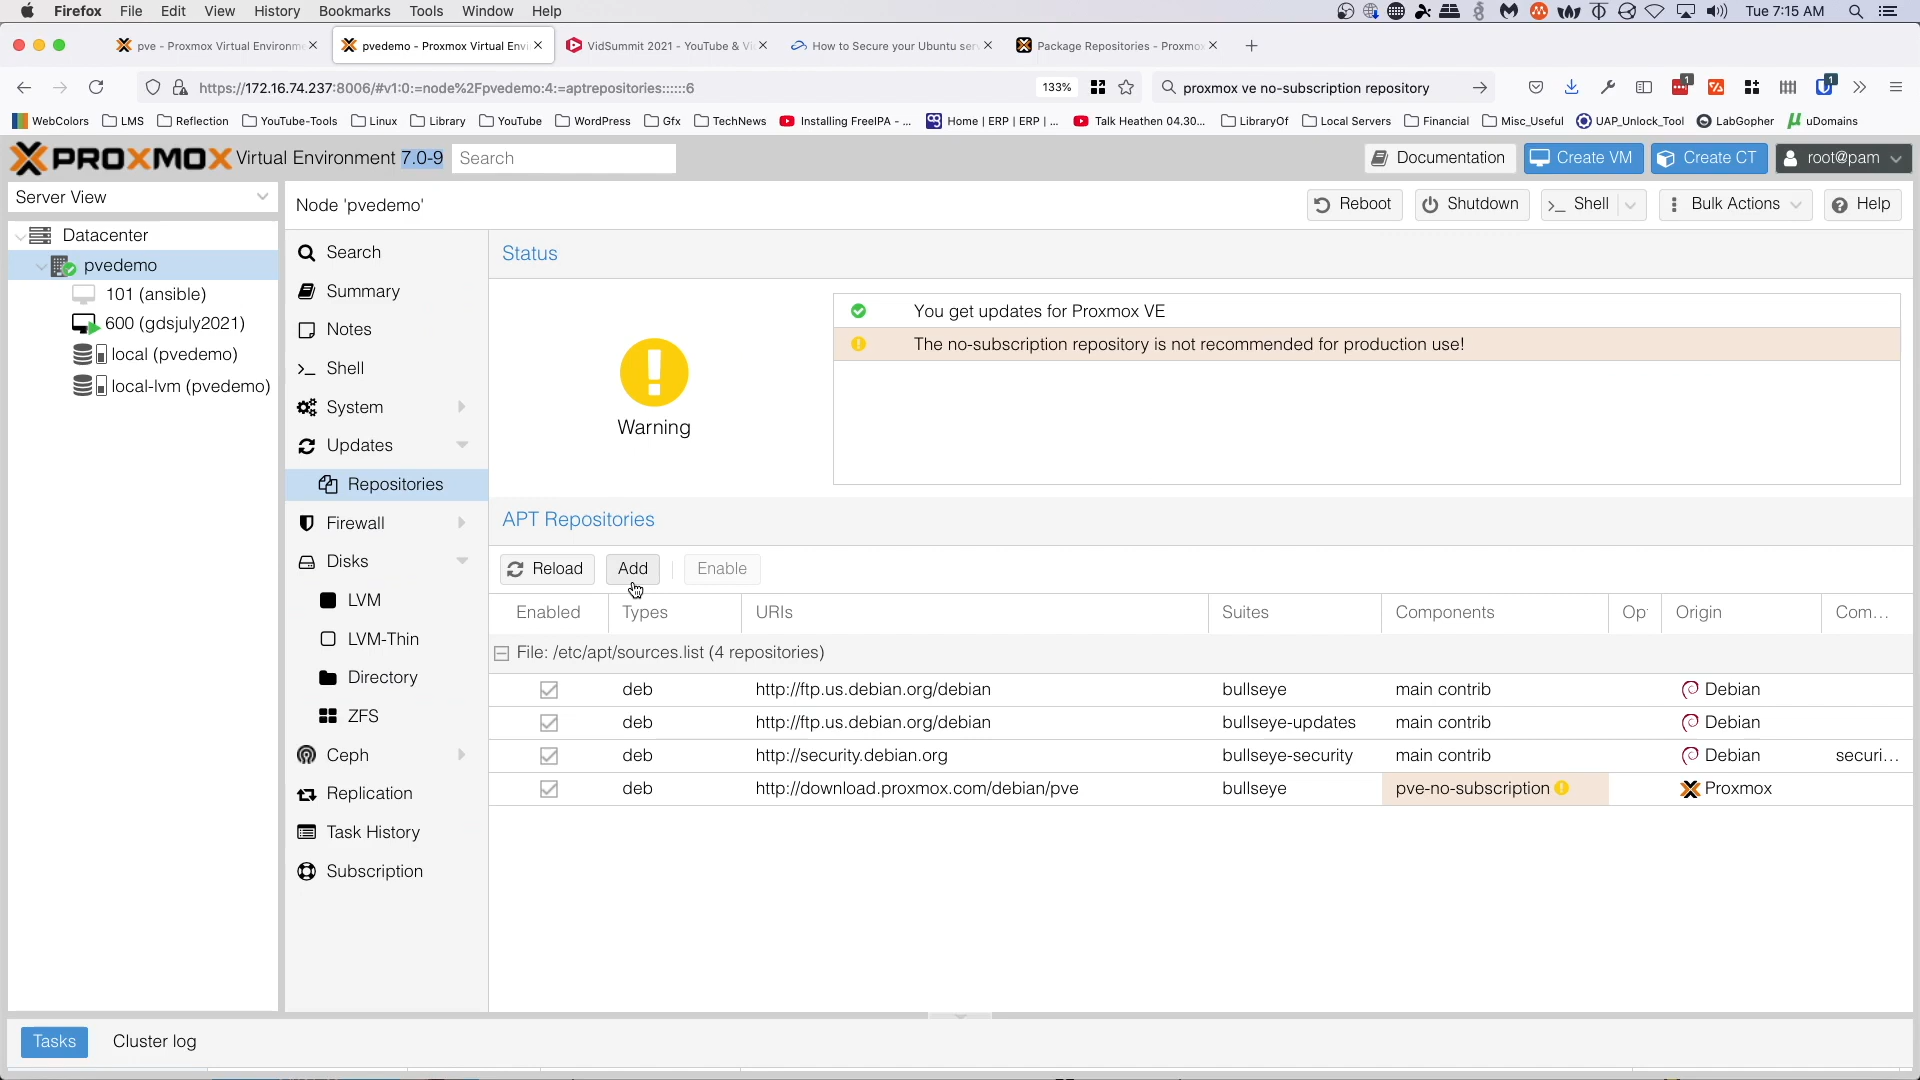 Firefox File Edit View History Bookmarks Tools Window Help Tue 7:15 AM
pve - Proxmox Virtual Environme pvedemo - Proxmox Virtual Envi VidSummit 2021 - YouTube & Vi How to Secure your Ubuntu ser Package Repositories - Proxmo
https://172.16.74.237:8006/#v1:0:=node%2Fpvedemo:4:=aptrepositories::::::6 133% proxmox ve no-subscription repository 1 1
WebColors LMS Reflection YouTube-Tools Linux Library YouTube WordPress Gfx TechNews Installing FreeIPA - ... Home | ERP | ERP | ... Talk Heathen 04.30... LibraryOf Local Servers Financial Misc_Useful UAP_Unlock_Tool LabGopher uDomains
PROXMOX Virtual Environment 7.0-9 Search Documentation Create VM Create CT root@pam
Server View
Node 'pvedemo' Reboot Shutdown Shell Bulk Actions Help
Datacenter
pvedemo
101 (ansible)
600 (gdsjuly2021)
local (pvedemo)
local-lvm (pvedemo)
Search
Summary
Notes
Shell
System
Updates
Repositories
Firewall
Disks
LVM
LVM-Thin
Directory
ZFS
Ceph
Replication
Task History
Subscription
Status
Warning
You get updates for Proxmox VE
The no-subscription repository is not recommended for production use!
APT Repositories
Reload Add Enable
Enabled Types URIs Suites Components Op Origin Com...
File: /etc/apt/sources.list (4 repositories)
deb http://ftp.us.debian.org/debian bullseye main contrib Debian
deb http://ftp.us.debian.org/debian bullseye-updates main contrib Debian
deb http://security.debian.org bullseye-security main contrib Debian securi...
deb http://download.proxmox.com/debian/pve bullseye pve-no-subscription Proxmox
Tasks Cluster log